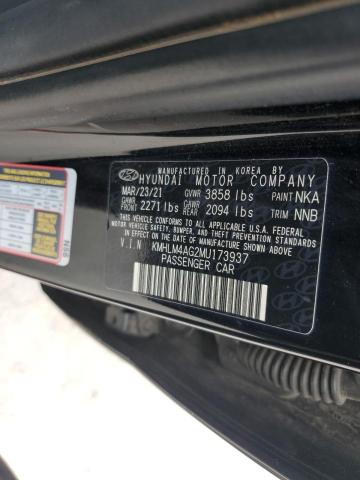 MANUFACTURED IN KOREA BY
HYUNDAI MOTOR COMPANY
MAR/23/21 GVWR 3858 lbs PAINT NKA
GAWR FRONT 2271 lbs GAWR REAR 2094 lbs TRIM NNB
THIS VEHICLE CONFORMS TO ALL APPLICABLE U.S.A. FEDERAL
MOTOR VEHICLE SAFETY, BUMPER, AND THEFT PREVENTION
STANDARDS IN EFFECT ON THE DATE OF MANUFACTURE SHOWN ABOVE.
V.I.N: KMHLM4AG2MU173937
PASSENGER CAR